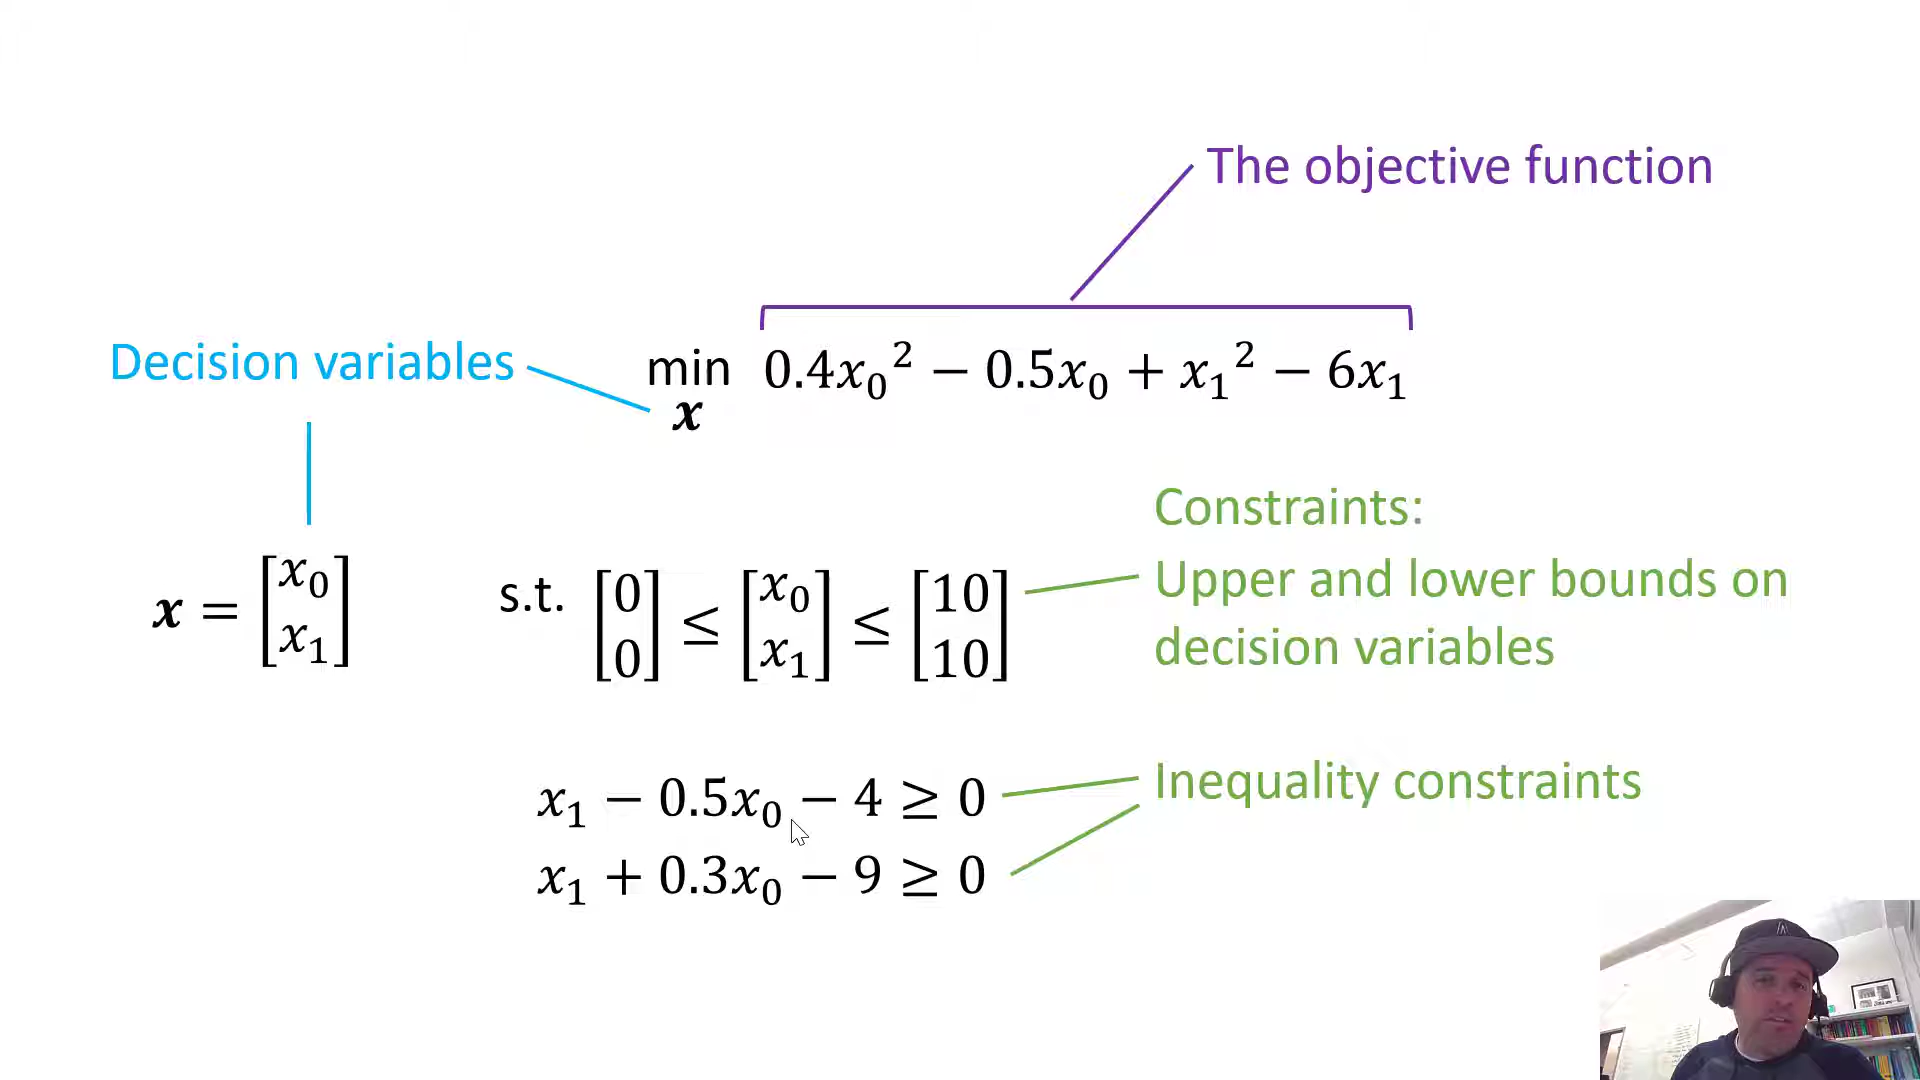 The objective function
Decision variables
min 0.4x₀² − 0.5x₀ + x₁² − 6x₁
x
Constraints:
Upper and lower bounds on
decision variables
x = [x₀ x₁]
s.t. [0 0] ≤ [x₀ x₁] ≤ [10 10]
x₁ − 0.5x₀ − 4 ≥ 0
Inequality constraints
x₁ + 0.3x₀ − 9 ≥ 0